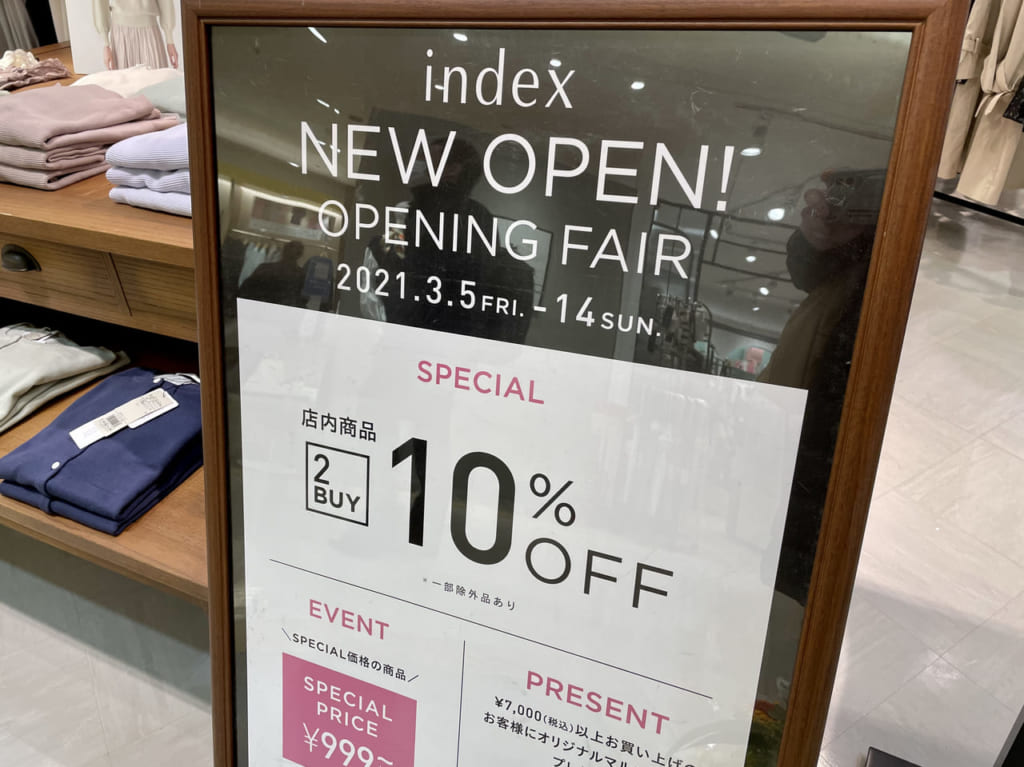 index
NEW OPEN!
OPENING FAIR
2021.3.5 FRI. - 14 SUN.
SPECIAL
店内商品
2 BUY
10% OFF
※一部除外品あり
EVENT
\SPECIAL価格の商品/
SPECIAL
PRICE
¥999~
PRESENT
¥7,000(税込)以上お買い上げの
お客様にオリジナルマル
プレ